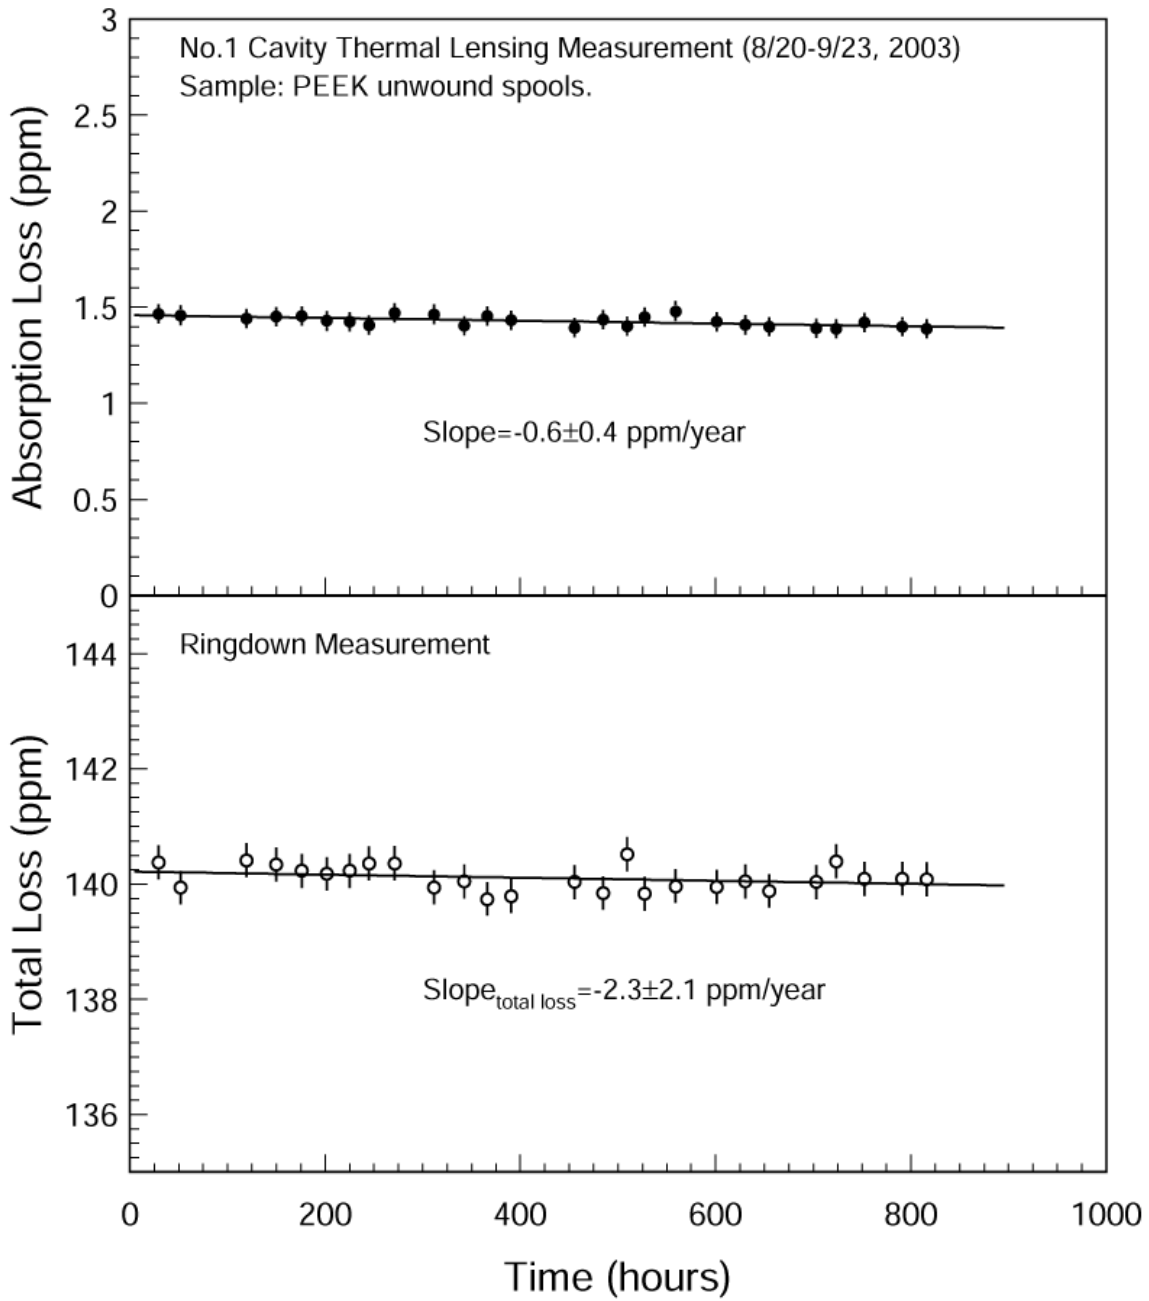 3
No.1 Cavity Thermal Lensing Measurement (8/20-9/23, 2003)
Sample: PEEK unwound spools.
2.5
2
1.5
1
0.5
0
Absorption Loss (ppm)
Slope=-0.6±0.4 ppm/year
Ringdown Measurement
144
142
140
138
136
Total Loss (ppm)
Slopetotal loss=-2.3±2.1 ppm/year
0 200 400 600 800 1000
Time (hours)